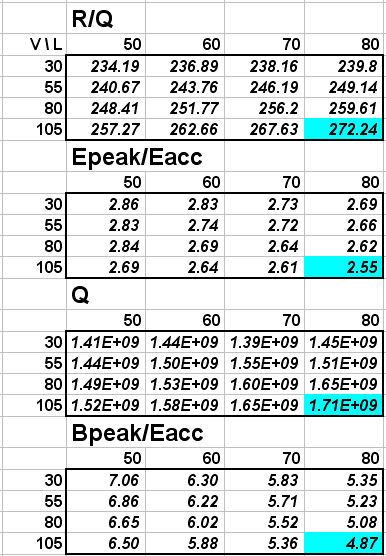 R/Q
V \ L 50 60 70 80
30 234.19 236.89 238.16 239.8
55 240.67 243.76 246.19 249.14
80 248.41 251.77 256.2 259.61
105 257.27 262.66 267.63 272.24
Epeak/Eacc
50 60 70 80
30 2.86 2.83 2.73 2.69
55 2.83 2.74 2.72 2.66
80 2.84 2.69 2.64 2.62
105 2.69 2.64 2.61 2.55
Q
50 60 70 80
30 1.41E+09 1.44E+09 1.39E+09 1.45E+09
55 1.44E+09 1.50E+09 1.55E+09 1.51E+09
80 1.49E+09 1.53E+09 1.60E+09 1.65E+09
105 1.52E+09 1.58E+09 1.65E+09 1.71E+09
Bpeak/Eacc
50 60 70 80
30 7.06 6.30 5.83 5.35
55 6.86 6.22 5.71 5.23
80 6.65 6.02 5.52 5.08
105 6.50 5.88 5.36 4.87